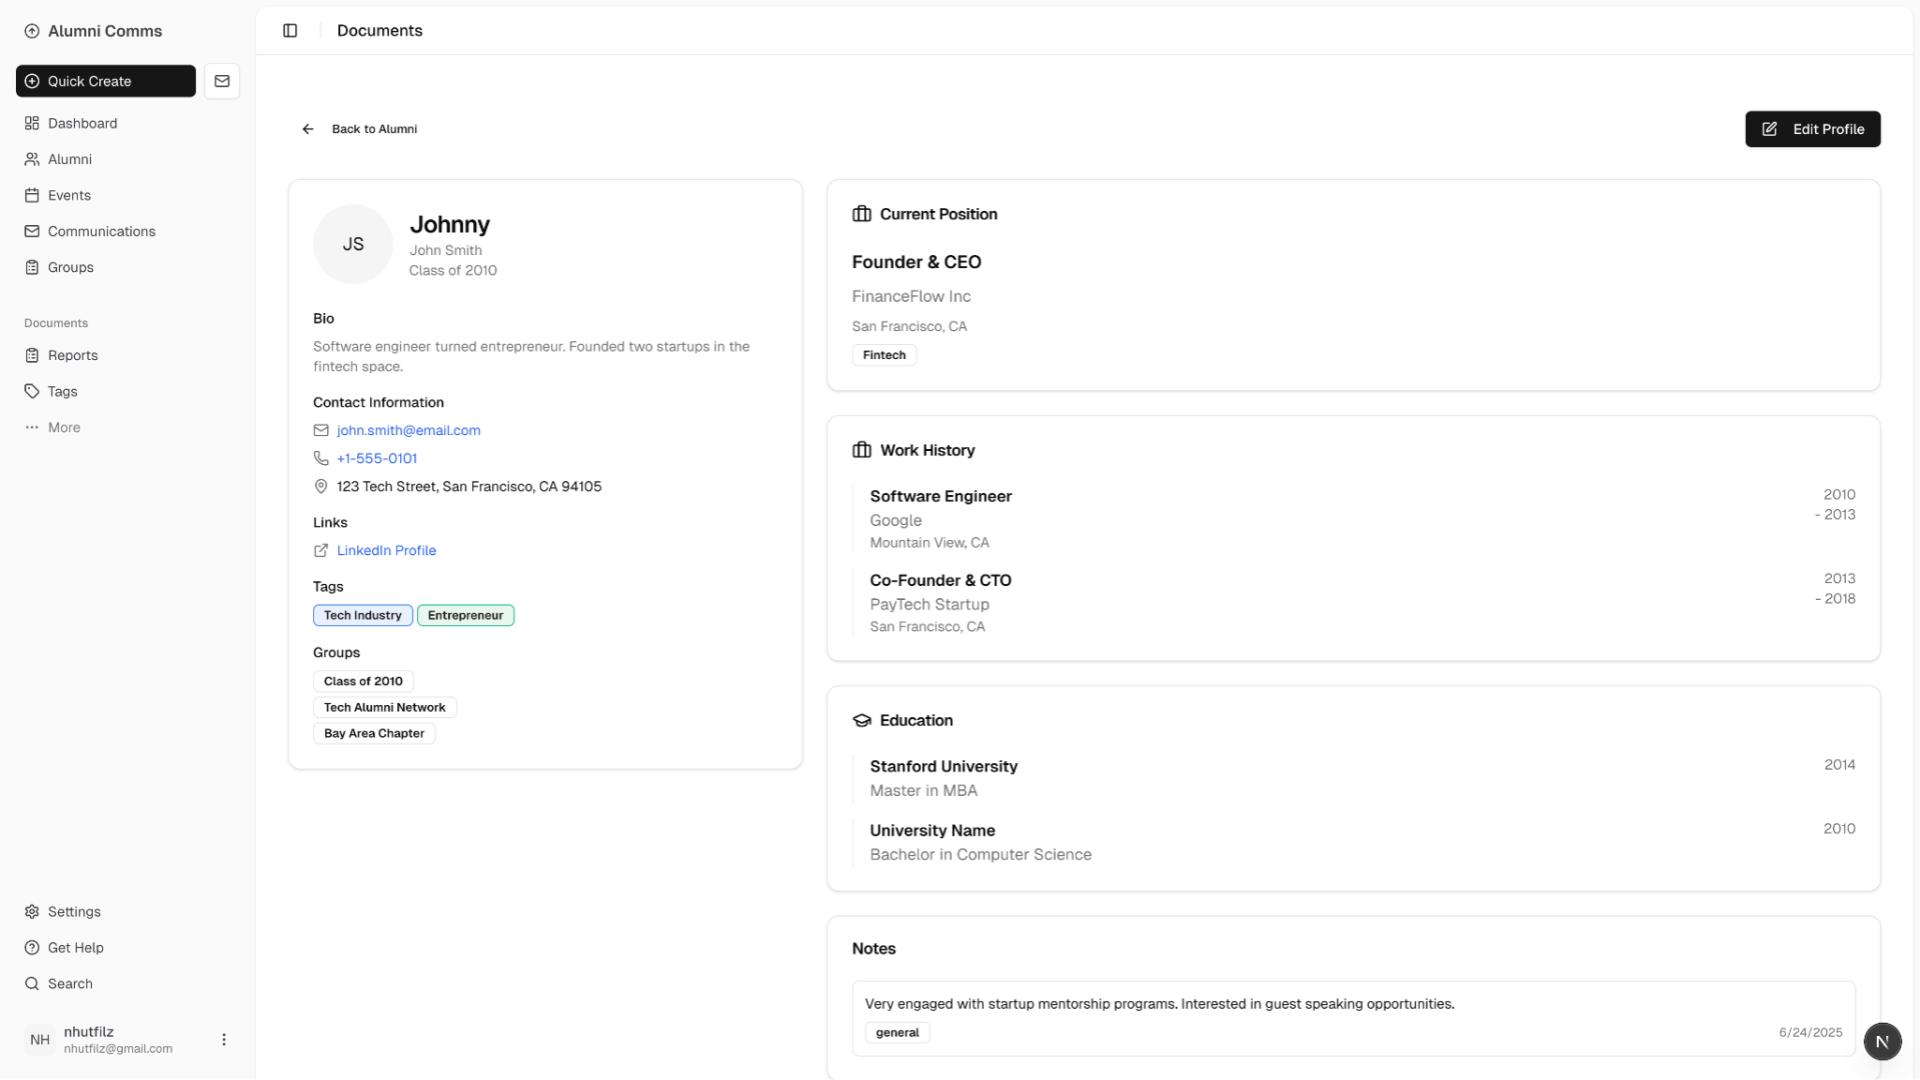 Alumni Comms
Quick Create
Dashboard
Alumni
Events
Communications
Groups
Documents
Reports
Tags
More
Settings
Get Help
Search
NH
nhutfilz
nhutfilz@gmail.com
Documents
Back to Alumni
Edit Profile
JS
Johnny
John Smith
Class of 2010
Bio
Software engineer turned entrepreneur. Founded two startups in the
fintech space.
Contact Information
john.smith@email.com
+1-555-0101
123 Tech Street, San Francisco, CA 94105
Links
LinkedIn Profile
Tags
Tech Industry Entrepreneur
Groups
Class of 2010
Tech Alumni Network
Bay Area Chapter
Current Position
Founder & CEO
FinanceFlow Inc
San Francisco, CA
Fintech
Work History
Software Engineer 2010
Google - 2013
Mountain View, CA
Co-Founder & CTO 2013
PayTech Startup - 2018
San Francisco, CA
Education
Stanford University 2014
Master in MBA
University Name 2010
Bachelor in Computer Science
Notes
Very engaged with startup mentorship programs. Interested in guest speaking opportunities.
general 6/24/2025
N